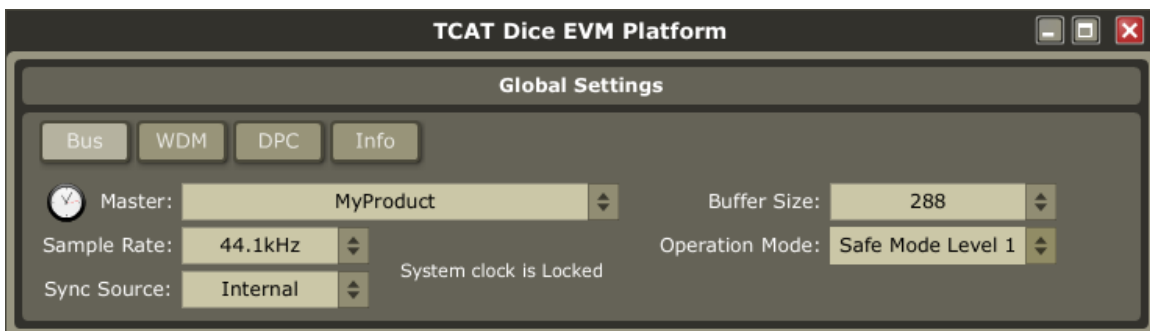 TCAT Dice EVM Platform
Global Settings
Bus WDM DPC Info
Master: MyProduct Buffer Size: 288
Sample Rate: 44.1kHz Operation Mode: Safe Mode Level 1
System clock is Locked
Sync Source: Internal